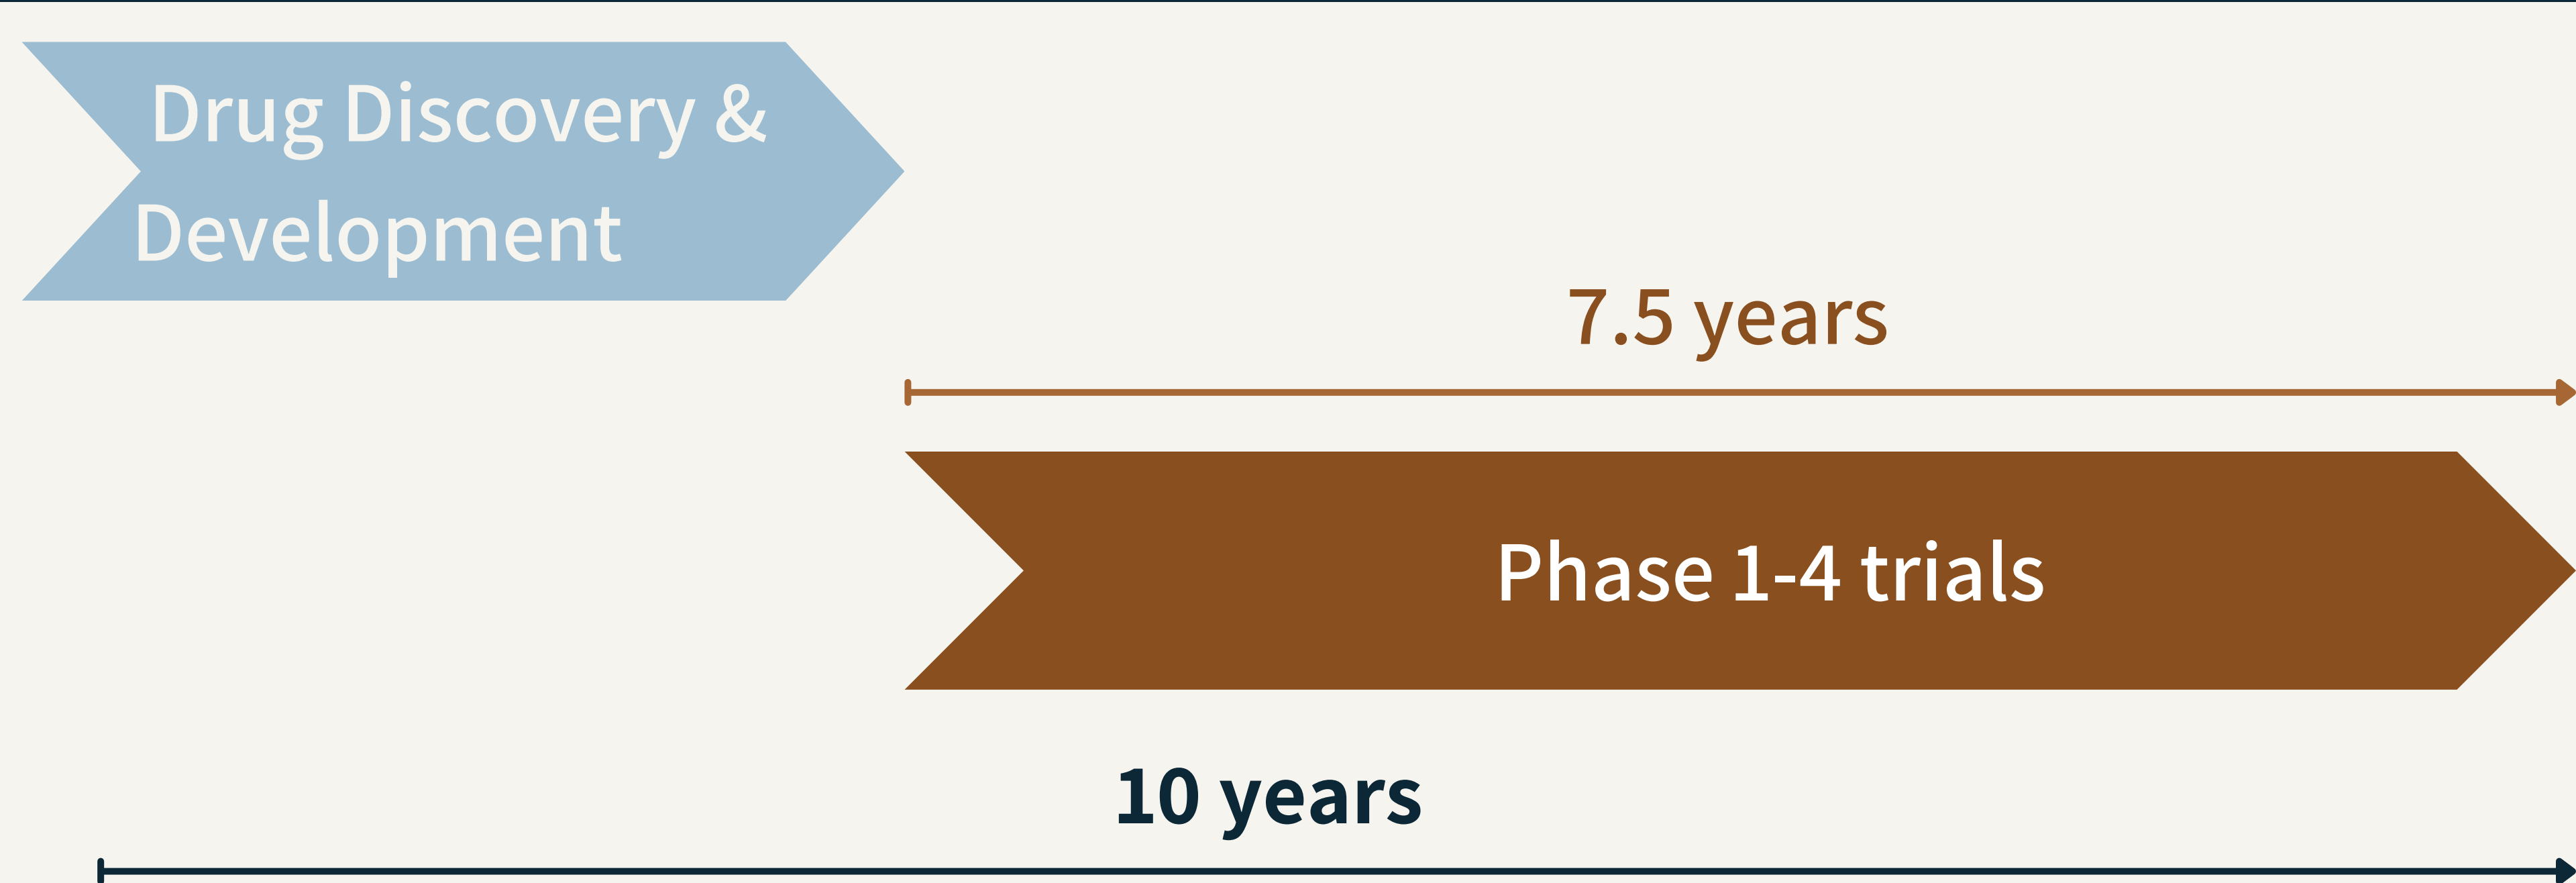 Drug Discovery &
Development
7.5 years
Phase 1-4 trials
10 years